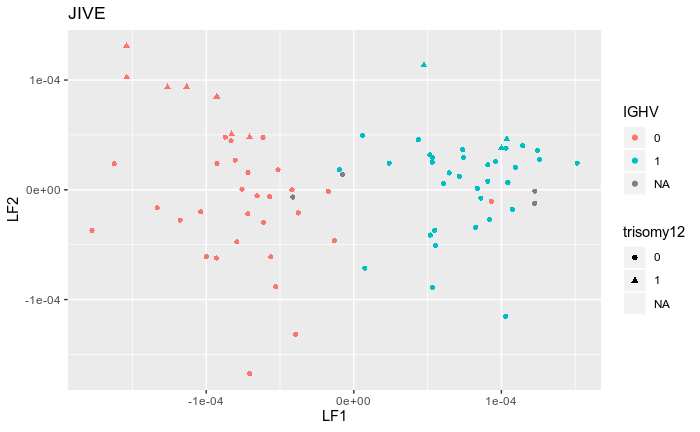 JIVE
LF2
1e-04
0e+00
-1e-04
-1e-04
0e+00
1e-04
LF1
IGHV
0
1
NA
trisomy12
0
1
NA